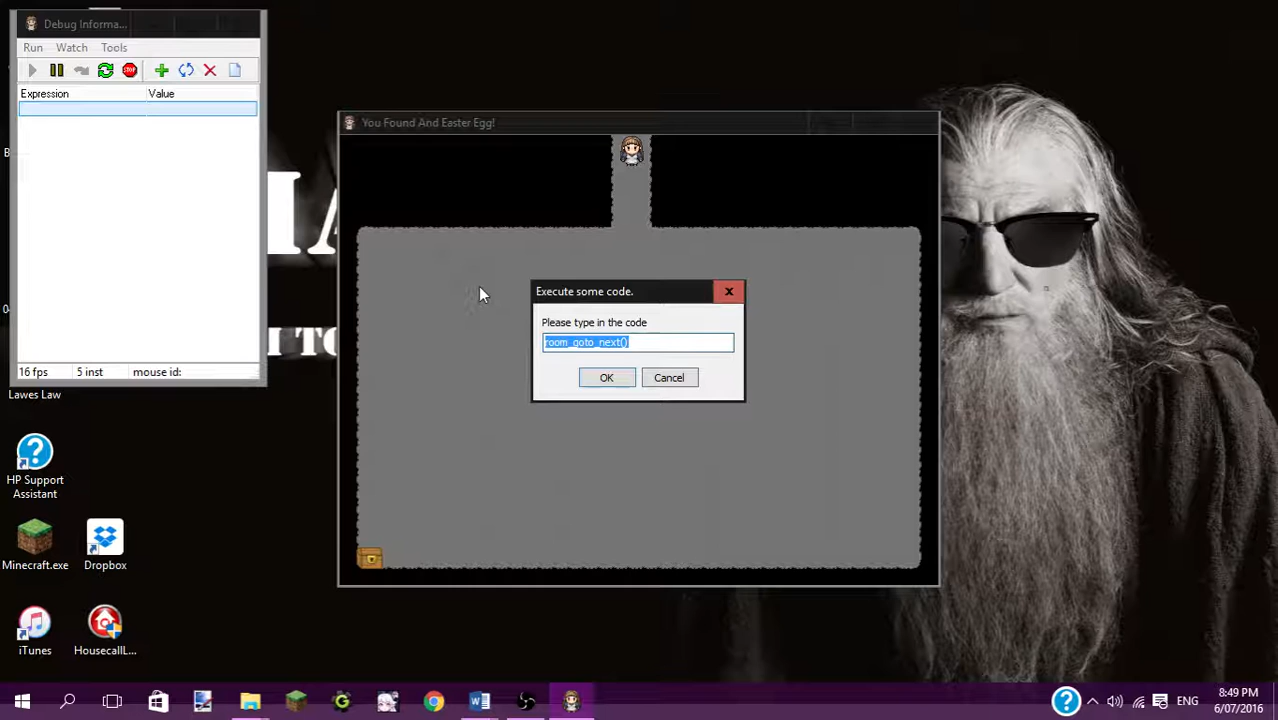 Debug Informa...
Run Watch Tools
STOP
Expression Value
16 fps 5 inst mouse id:
You Found And Easter Egg!
Execute some code. X
Please type in the code
room_goto_next()
OK Cancel
Lawes Law
HP Support
Assistant
Minecraft.exe Dropbox
iTunes HousecallL...
ENG
8:49 PM
6/07/2016